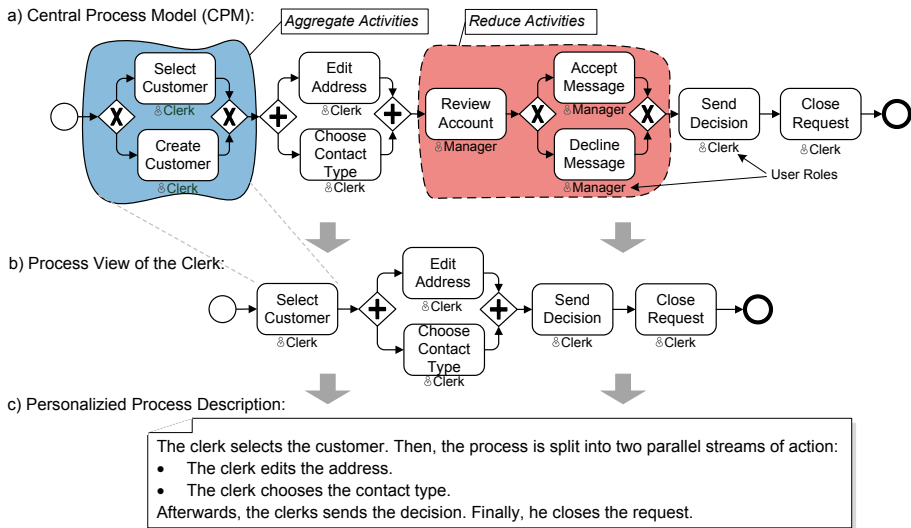 a) Central Process Model (CPM):
Aggregate Activities
Reduce Activities
Select
Customer
Clerk
Create
Customer
Clerk
Edit
Address
Clerk
Choose
Contact
Type
Clerk
Review
Account
Manager
Accept
Message
Manager
Decline
Message
Manager
Send
Decision
Clerk
Close
Request
Clerk
User Roles
b) Process View of the Clerk:
Select
Customer
Clerk
Edit
Address
Clerk
Choose
Contact
Type
Clerk
Send
Decision
Clerk
Close
Request
Clerk
c) Personalizied Process Description:
The clerk selects the customer. Then, the process is split into two parallel streams of action:
• The clerk edits the address.
• The clerk chooses the contact type.
Afterwards, the clerks sends the decision. Finally, he closes the request.